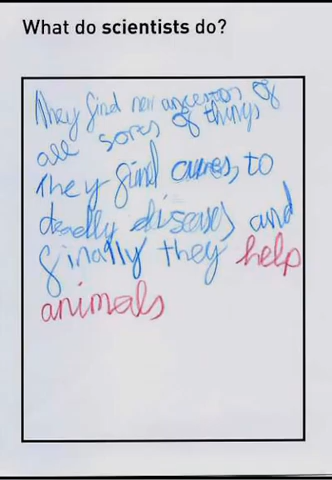 What do scientists do?
They find new ancestors of
all sorts of things
They find cures, to
deadly diseases and
finally they help
animals